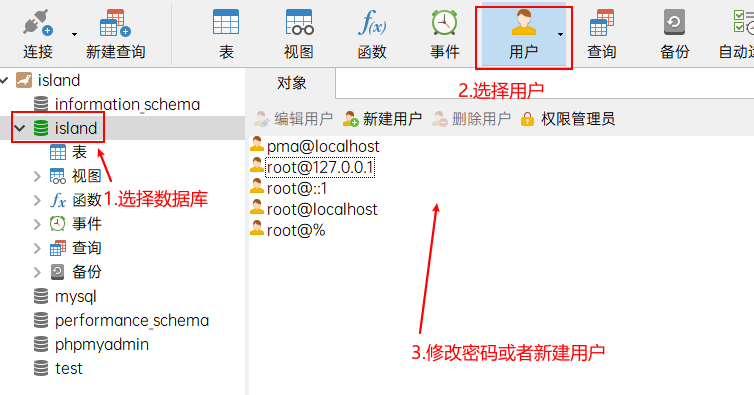 连接
新建查询
表
视图
函数
事件
用户
查询
备份
自动运
island
information_schema
island
表
视图
函数
事件
查询
备份
mysql
performance_schema
phpmyadmin
test
1.选择数据库
对象
2.选择用户
编辑用户
新建用户
删除用户
权限管理员
pma@localhost
root@127.0.0.1
root@::1
root@localhost
root@%
3.修改密码或者新建用户